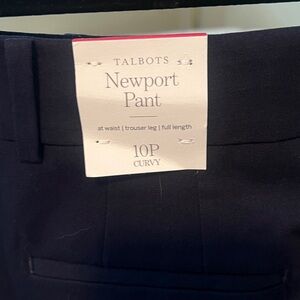 TALBOTS
Newport
Pant
at waist | trouser leg | full length
10P
CURVY